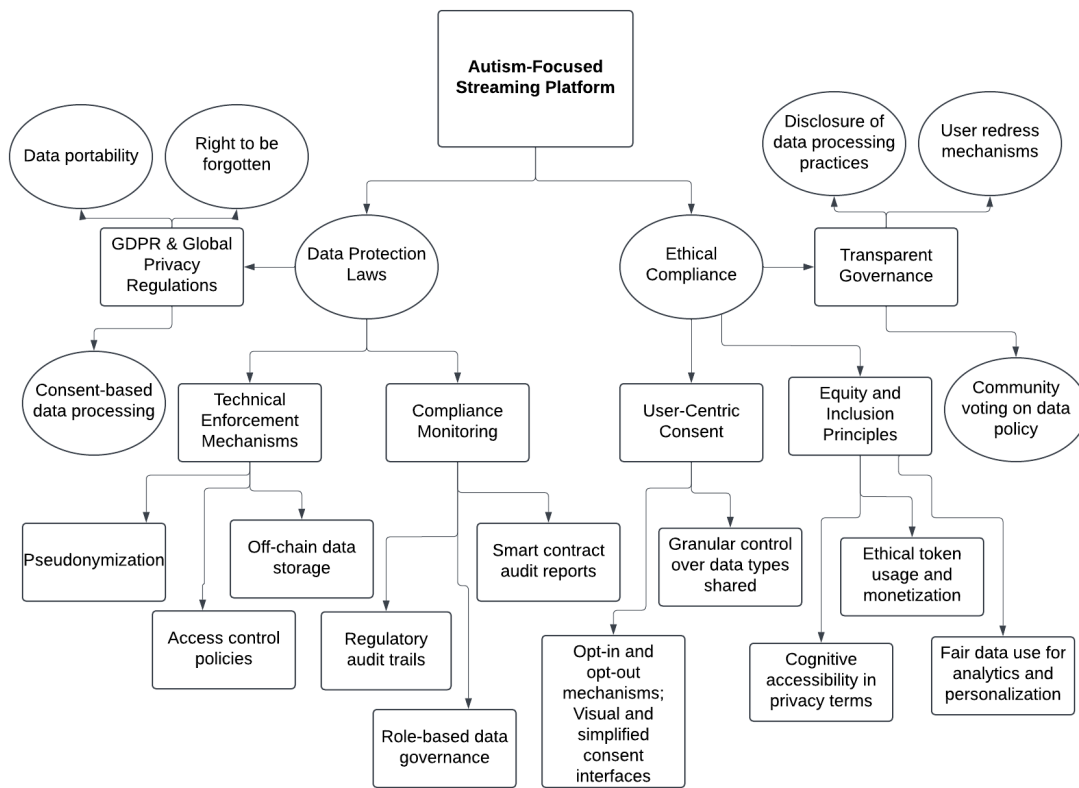 Autism-Focused
Streaming Platform
Data portability
Right to be
forgotten
Disclosure of
data processing
practices
User redress
mechanisms
GDPR & Global
Privacy
Regulations
Data Protection
Laws
Ethical
Compliance
Transparent
Governance
Consent-based
data processing
Technical
Enforcement
Mechanisms
Compliance
Monitoring
User-Centric
Consent
Equity and
Inclusion
Principles
Community
voting on data
policy
Pseudonymization
Off-chain data
storage
Smart contract
audit reports
Granular control
over data types
shared
Ethical token
usage and
monetization
Access control
policies
Regulatory
audit trails
Opt-in and
opt-out
mechanisms;
Visual and
simplified
consent
interfaces
Cognitive
accessibility in
privacy terms
Fair data use for
analytics and
personalization
Role-based data
governance